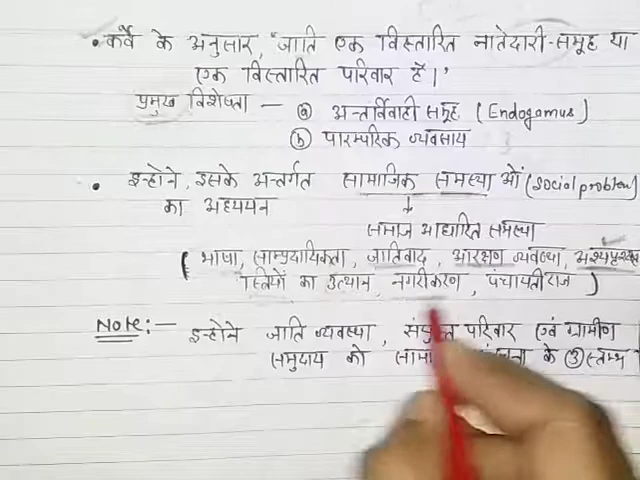 • कर्वे के अनुसार, "जाति एक विस्तारित नातेदारी-समूह या
एक विस्तारित परिवार है।"
प्रमुख विशेषता — ⓐ अन्तर्विवाही समूह (Endogamus)
ⓑ पारम्परिक व्यवसाय
• इन्होने, इसके अन्तर्गत सामाजिक समस्याओं (Social problem)
का अध्ययन ↓
समाज आधारित समस्या
( भाषा, साम्प्रदायिकता, जातिवाद, आरक्षण व्यवस्था,
स्त्रियों का उत्थान, नगरीकरण, पंचायतीराज )
Note:— इन्होने जाति व्यवस्था, संयुक्त परिवार एवं ग्रामीण
समुदाय को के ③ स्तम्भ